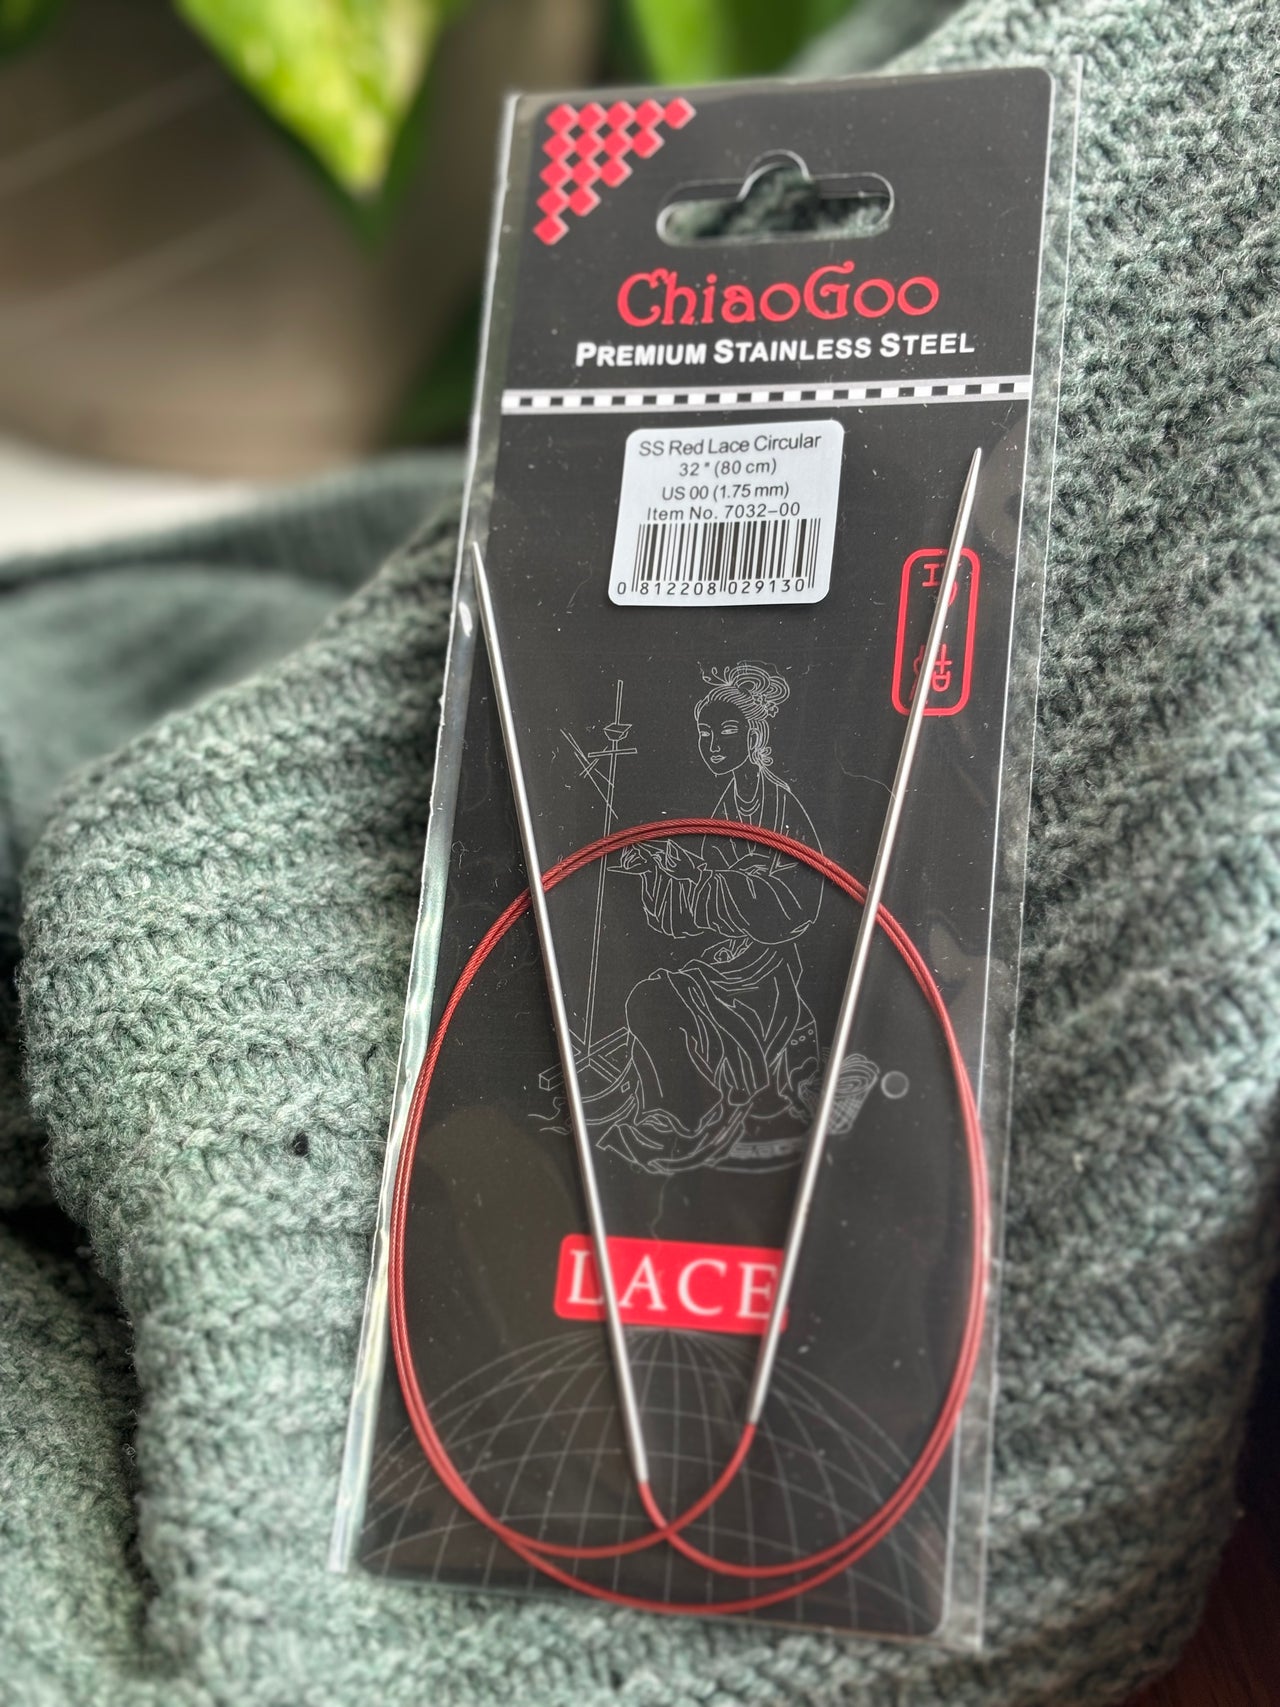 ChiaoGoo
PREMIUM STAINLESS STEEL
SS Red Lace Circular
32" (80 cm)
US 00 (1.75 mm)
Item No. 7032-00
0 812208 029130
LACE